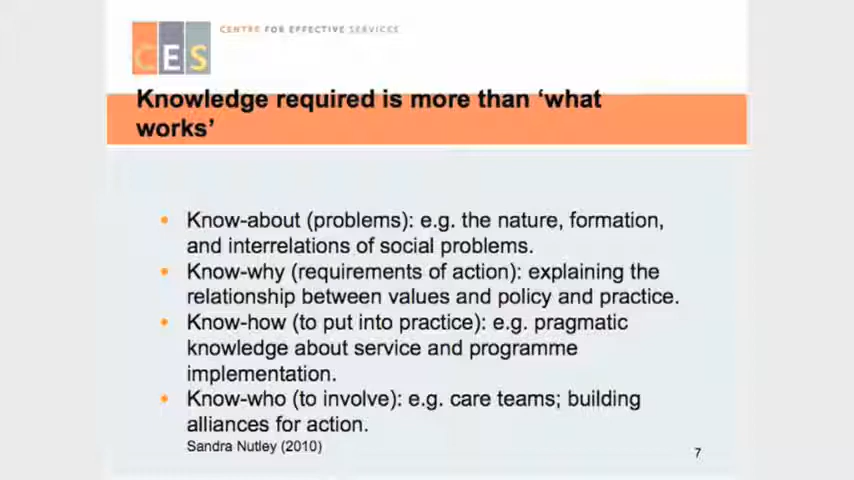 CES
CENTRE FOR EFFECTIVE SERVICES
Knowledge required is more than ‘what
works’
• Know-about (problems): e.g. the nature, formation,
and interrelations of social problems.
• Know-why (requirements of action): explaining the
relationship between values and policy and practice.
• Know-how (to put into practice): e.g. pragmatic
knowledge about service and programme
implementation.
• Know-who (to involve): e.g. care teams; building
alliances for action.
Sandra Nutley (2010)
7